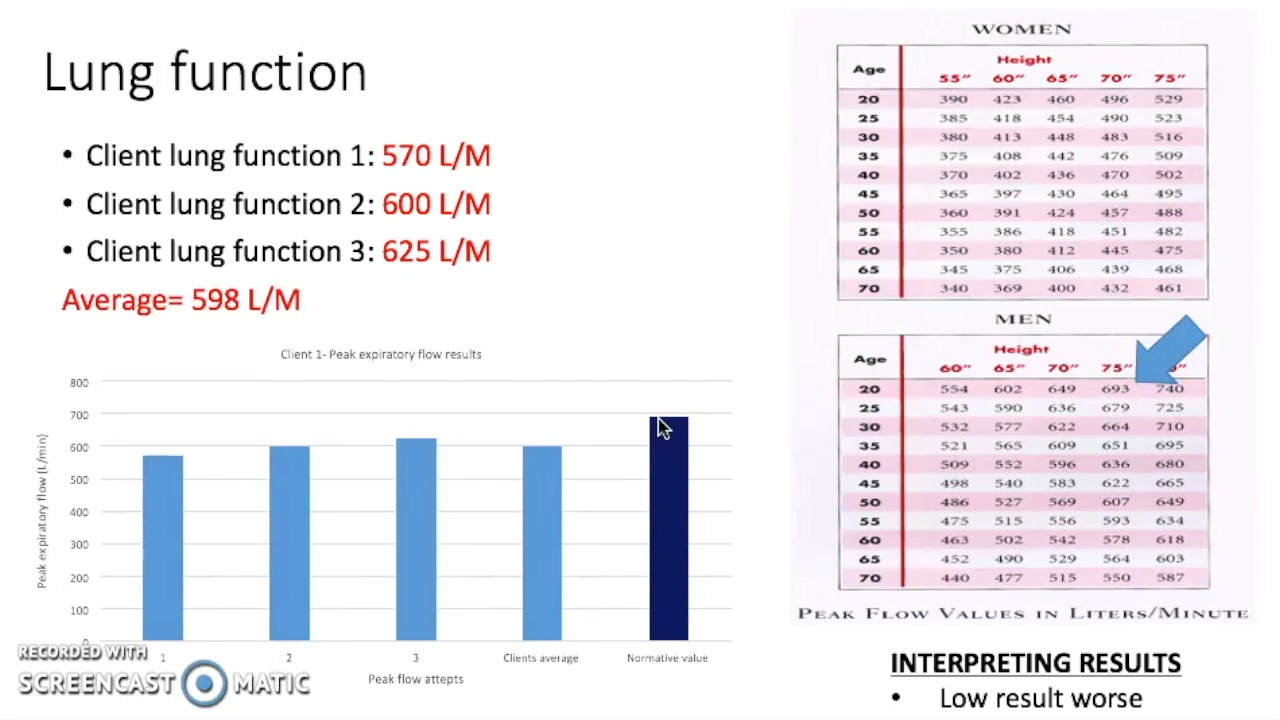 Lung function
• Client lung function 1: 570 L/M
• Client lung function 2: 600 L/M
• Client lung function 3: 625 L/M
Average= 598 L/M
Client 1- Peak expiratory flow results
Peak expiratory flow (L/min)
800
700
600
500
400
300
200
100
0
1 2 3 Clients average Normative value
Peak flow attepts
RECORDED WITH
SCREENCAST MATIC
WOMEN
Age Height
55" 60" 65" 70" 75"
20 390 423 460 496 529
25 385 418 454 490 523
30 380 413 448 483 516
35 375 408 442 476 509
40 370 402 436 470 502
45 365 397 430 464 495
50 360 391 424 457 488
55 355 386 418 451 482
60 350 380 412 445 475
65 345 375 406 439 468
70 340 369 400 432 461
MEN
Age Height
60" 65" 70" 75"
20 554 602 649 693 740
25 543 590 636 679 725
30 532 577 622 664 710
35 521 565 609 651 695
40 509 552 596 636 680
45 498 540 583 622 665
50 486 527 569 607 649
55 475 515 556 593 634
60 463 502 542 578 618
65 452 490 529 564 603
70 440 477 515 550 587
PEAK FLOW VALUES IN LITERS/MINUTE
INTERPRETING RESULTS
• Low result worse